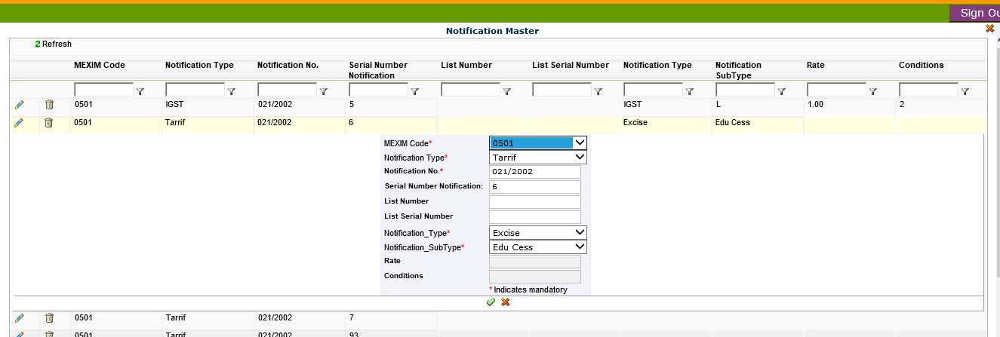 Sign Ou
Notification Master
Refresh
MEXIM Code Notification Type Notification No. Serial Number Notification List Number List Serial Number Notification Type Notification SubType Rate Conditions
0501 IGST 021/2002 5 IGST L 1.00 2
0501 Tarrif 021/2002 6 Excise Edu Cess
MEXIM Code* 0501
Notification Type* Tarrif
Notification No.* 021/2002
Serial Number Notification: 6
List Number
List Serial Number
Notification_Type* Excise
Notification_SubType* Edu Cess
Rate
Conditions
* Indicates mandatory
0501 Tarrif 021/2002 7
0501 Tarrif 021/2002 93